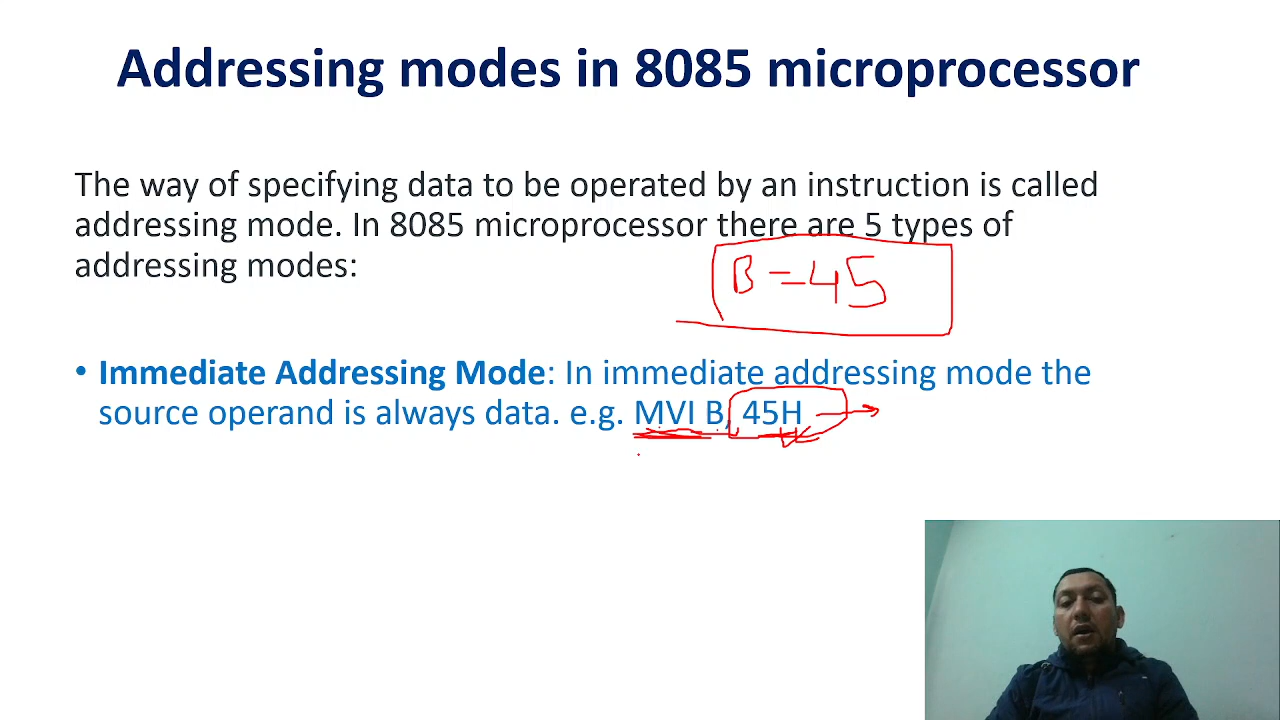 Addressing modes in 8085 microprocessor
The way of specifying data to be operated by an instruction is called
addressing mode. In 8085 microprocessor there are 5 types of
addressing modes:
B = 45
• Immediate Addressing Mode: In immediate addressing mode the
source operand is always data. e.g. MVI B, 45H